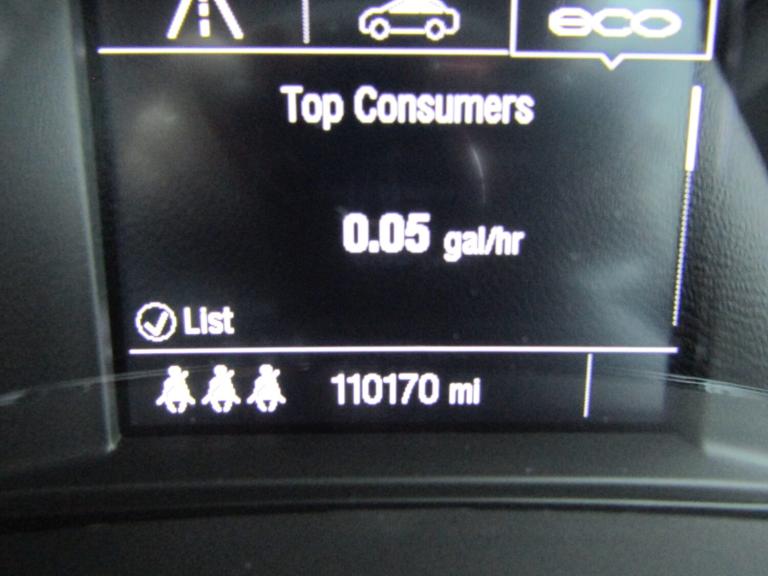 eco
Top Consumers
0.05 gal/hr
List
110170 mi